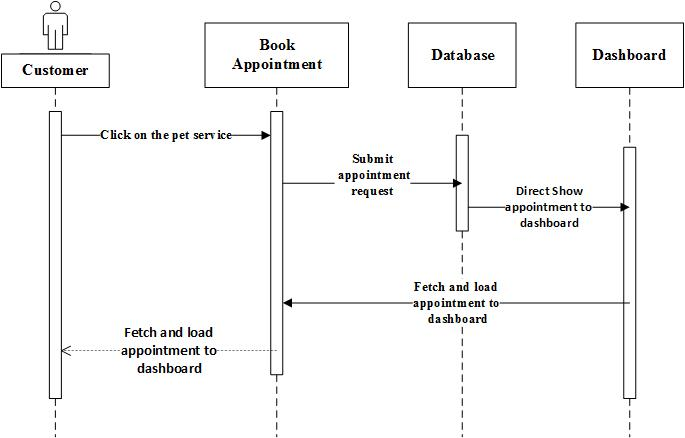 Customer
Book
Appointment
Database
Dashboard
Click on the pet service
Submit
appointment
request
Direct Show
appointment to
dashboard
Fetch and load
appointment to
dashboard
Fetch and load
appointment to
dashboard